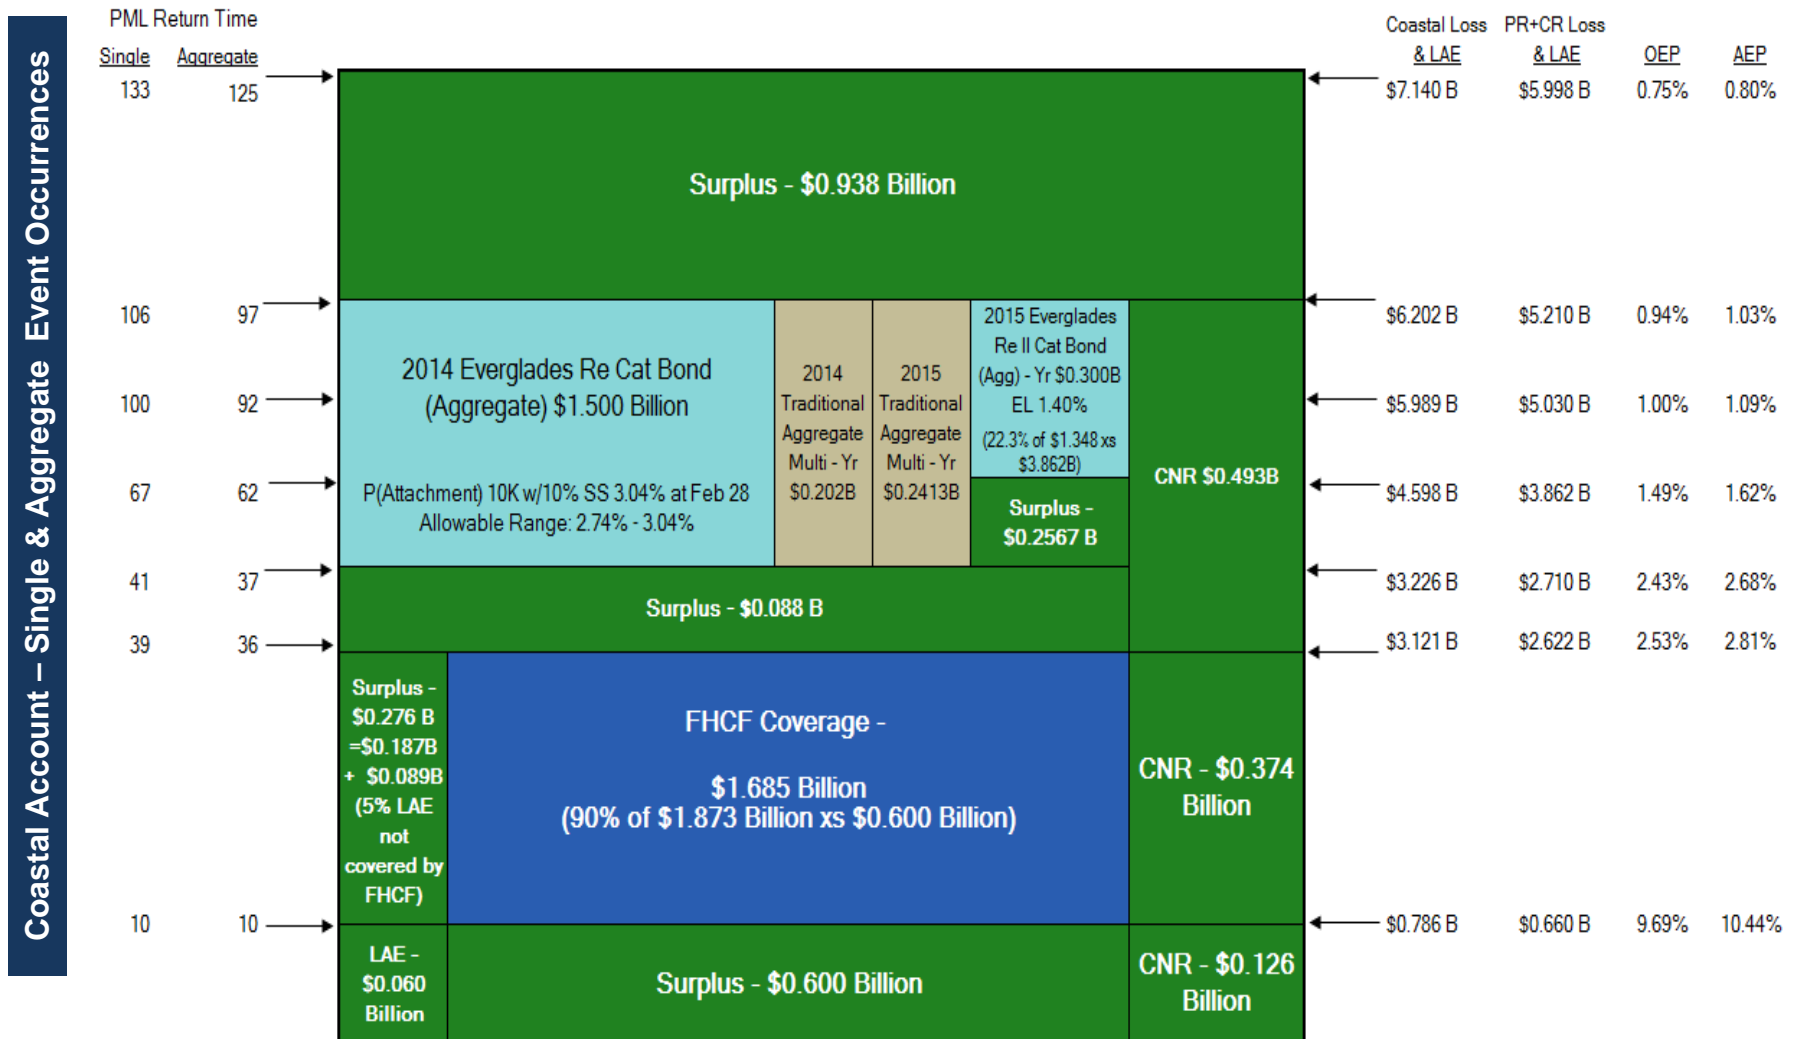 Coastal Account – Single & Aggregate Event Occurrences
PML Return Time
Single Aggregate
133 125
106 97
100 92
67 62
41 37
39 36
10 10
Surplus - $0.938 Billion
2014 Everglades Re Cat Bond
(Aggregate) $1.500 Billion
P(Attachment) 10K w/10% SS 3.04% at Feb 28
Allowable Range: 2.74% - 3.04%
2014
Traditional
Aggregate
Multi - Yr
$0.202B
2015
Traditional
Aggregate
Multi - Yr
$0.2413B
2015 Everglades
Re II Cat Bond
(Agg) - Yr $0.300B
EL 1.40%
(22.3% of $1.348 xs
$3.862B)
Surplus -
$0.2567 B
CNR $0.493B
Surplus - $0.088 B
Surplus -
$0.276 B
=$0.187B
+ $0.089B
(5% LAE
not
covered by
FHCF)
FHCF Coverage -
$1.685 Billion
(90% of $1.873 Billion xs $0.600 Billion)
CNR - $0.374
Billion
LAE -
$0.060
Billion
Surplus - $0.600 Billion
CNR - $0.126
Billion
Coastal Loss PR+CR Loss
& LAE & LAE OEP AEP
$7.140 B $5.998 B 0.75% 0.80%
$6.202 B $5.210 B 0.94% 1.03%
$5.989 B $5.030 B 1.00% 1.09%
$4.598 B $3.862 B 1.49% 1.62%
$3.226 B $2.710 B 2.43% 2.68%
$3.121 B $2.622 B 2.53% 2.81%
$0.786 B $0.660 B 9.69% 10.44%